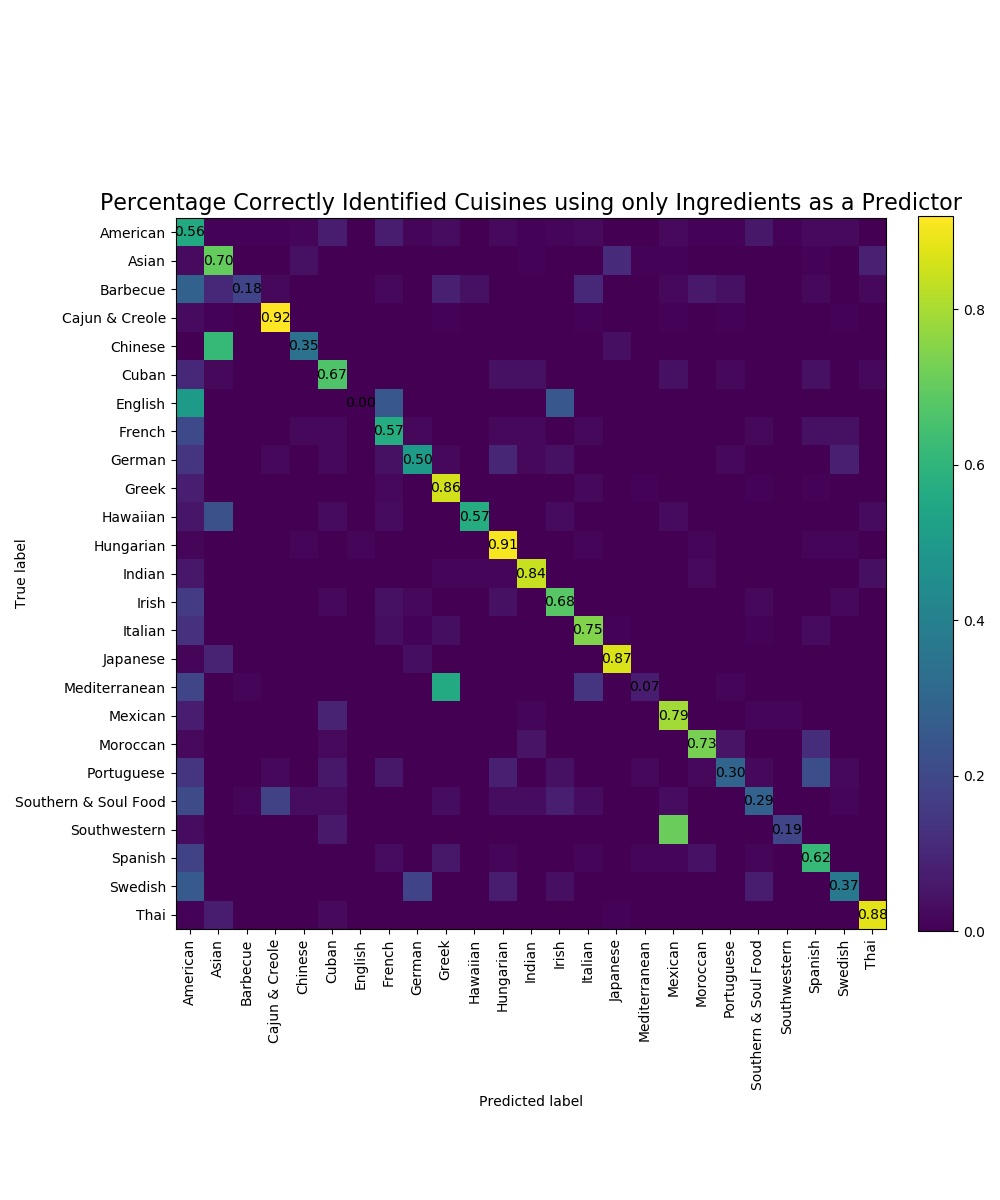 Percentage Correctly Identified Cuisines using only Ingredients as a Predictor
True label
American 0.56
Asian 0.70
Barbecue 0.18
Cajun & Creole 0.92
Chinese 0.35
Cuban 0.67
English 0.00
French 0.57
German 0.50
Greek 0.86
Hawaiian 0.57
Hungarian 0.91
Indian 0.84
Irish 0.68
Italian 0.75
Japanese 0.87
Mediterranean 0.07
Mexican 0.79
Moroccan 0.73
Portuguese 0.30
Southern & Soul Food 0.29
Southwestern 0.19
Spanish 0.62
Swedish 0.37
Thai 0.88
American
Asian
Barbecue
Cajun & Creole
Chinese
Cuban
English
French
German
Greek
Hawaiian
Hungarian
Indian
Irish
Italian
Japanese
Mediterranean
Mexican
Moroccan
Portuguese
Southern & Soul Food
Southwestern
Spanish
Swedish
Thai
Predicted label
0.8
0.6
0.4
0.2
0.0